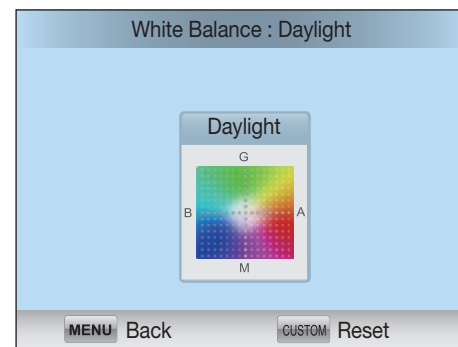 White Balance : Daylight
Daylight
G
B A
M
MENU Back CUSTOM Reset